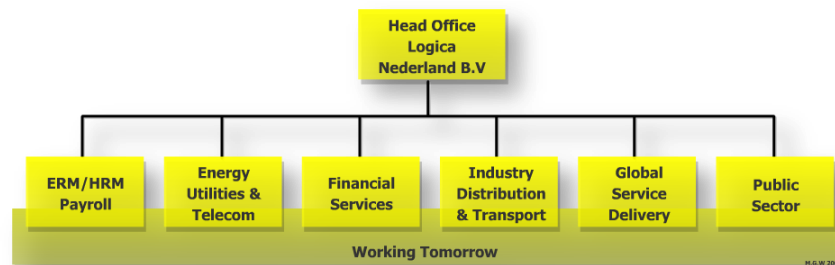 Head Office
Logica
Nederland B.V
ERM/HRM
Payroll
Energy
Utilities &
Telecom
Financial
Services
Industry
Distribution
& Transport
Global
Service
Delivery
Public
Sector
Working Tomorrow
M.G.W 20